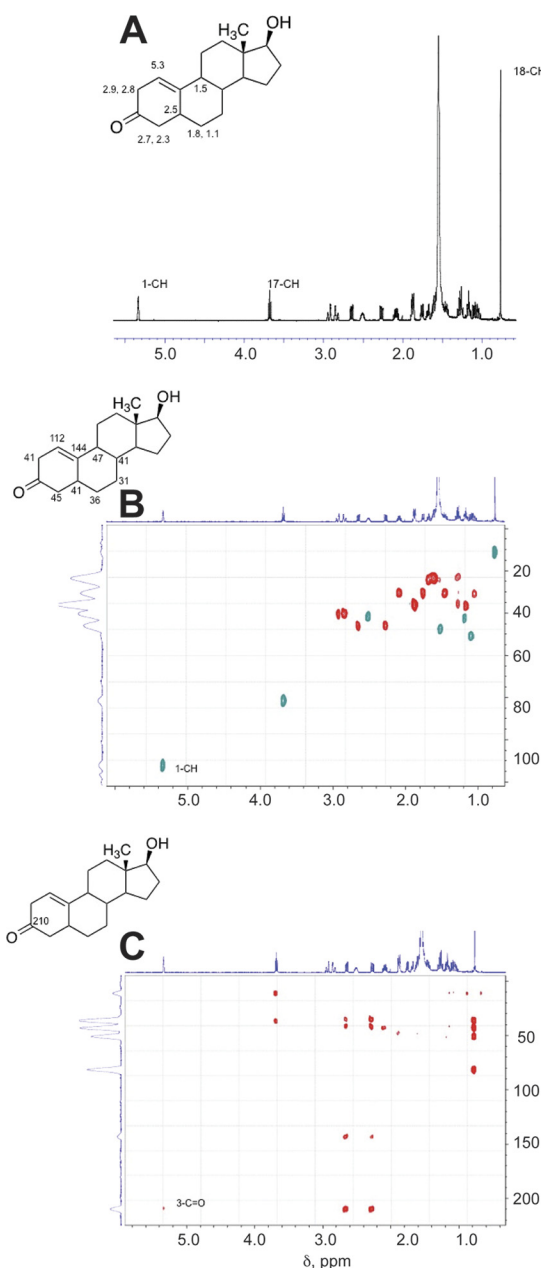 A
H₃C
OH
5.3
2.9, 2.8
1.5
2.5
O
1.8, 1.1
2.7, 2.3
18-CH
1-CH
17-CH
5.0 4.0 3.0 2.0 1.0
OH
H₃C
112
144
41
47
41
31
O
45
41
36
B
20
40
60
80
100
1-CH
5.0 4.0 3.0 2.0 1.0
OH
H₃C
210
O
C
50
100
150
200
3-C=O
5.0 4.0 3.0 2.0 1.0
δ, ppm